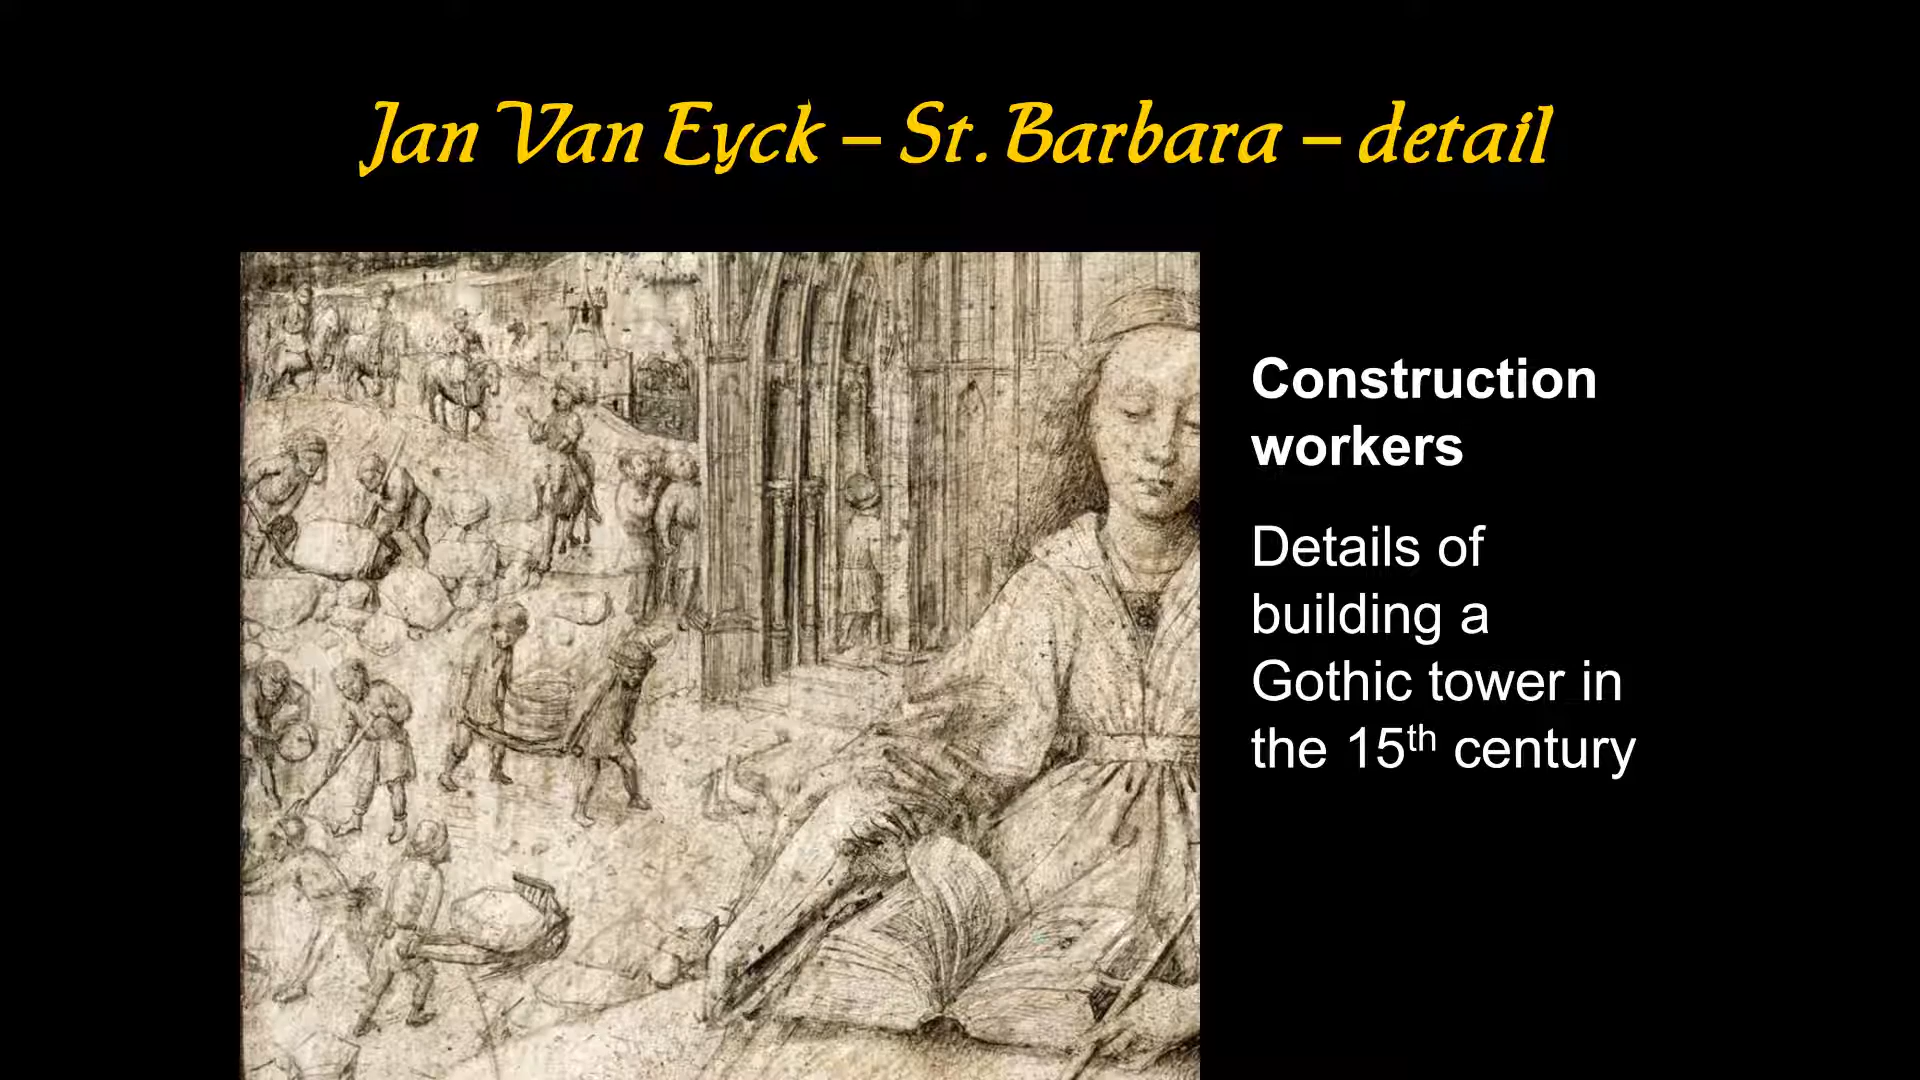 Jan Van Eyck – St. Barbara – detail
Construction
workers
Details of
building a
Gothic tower in
the 15th century